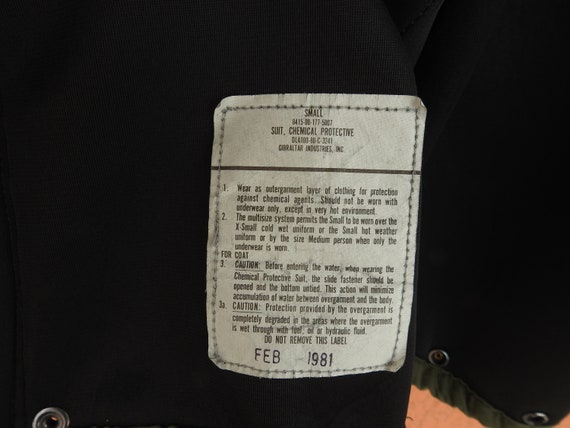 SMALL
8415-00-177-5007
SUIT, CHEMICAL PROTECTIVE
GIBRALTAR INDUSTRIES, INC.
1. Wear as outergarment layer of clothing for protection
against chemical agents. Should not be worn with
underwear only, except in very hot environment.
2. The multisize system permits the Small to be worn over the
X-Small cold wet uniform or the Small hot weather
uniform or by the size Medium person when only the
underwear is worn.
FOR COAT
3. CAUTION: Before entering the water, when wearing the
Chemical Protective Suit, the slide fastener should be
opened and the bottom untied. This action will minimize
accumulation of water between overgarment and the body.
3a. CAUTION: Protection provided by the overgarment is
completely degraded in the areas where the overgarment
is wet through with fuel, oil or hydraulic fluid.
DO NOT REMOVE THIS LABEL
FEB 1981